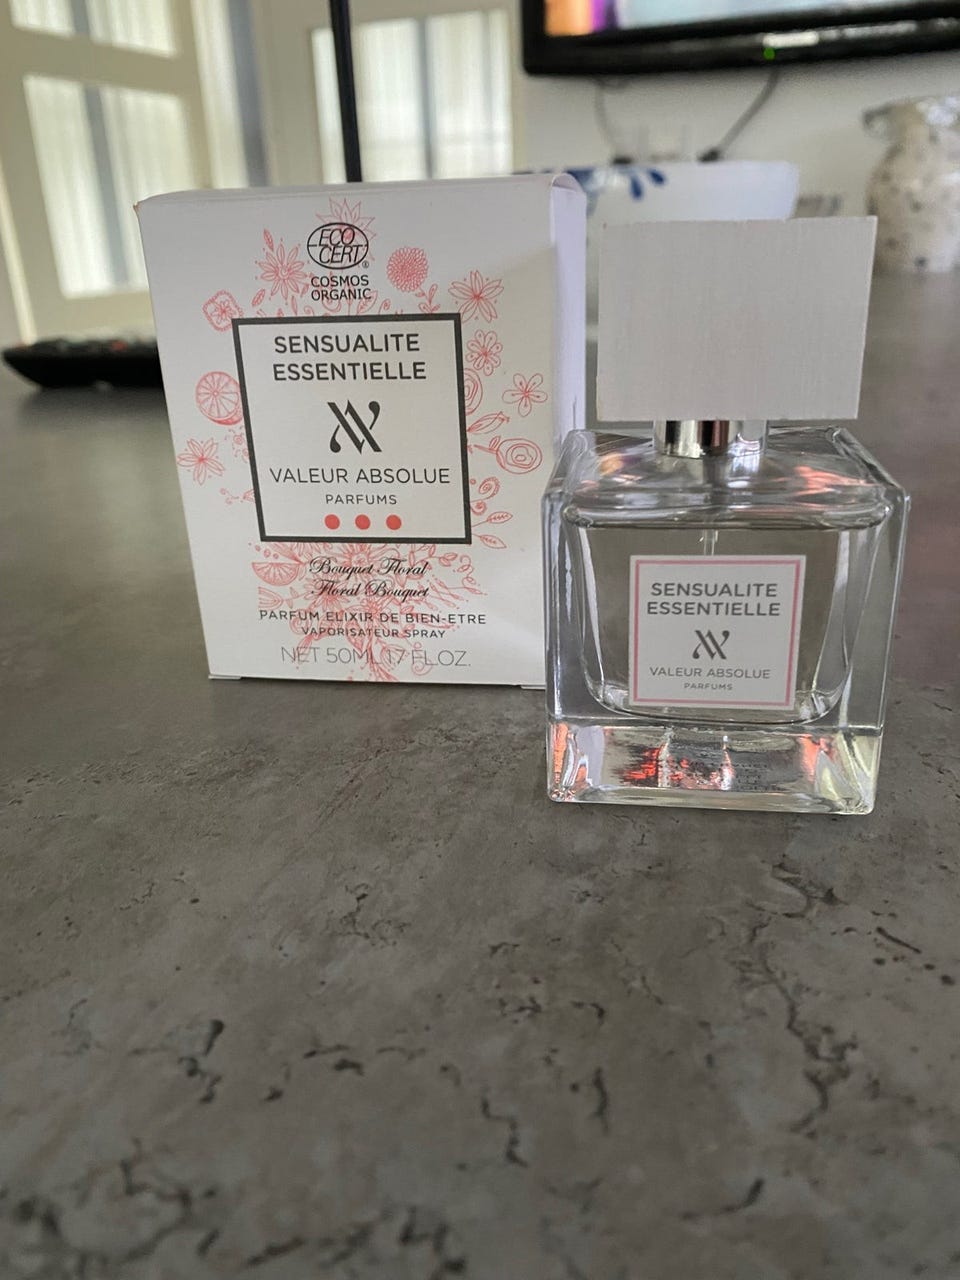 ECO
CERT
®
COSMOS
ORGANIC
SENSUALITE
ESSENTIELLE
VALEUR ABSOLUE
PARFUMS
Bouquet Floral
Floral Bouquet
PARFUM ELIXIR DE BIEN-ETRE
VAPORISATEUR SPRAY
NET 50ML 1.7 FL.OZ.
SENSUALITE
ESSENTIELLE
VALEUR ABSOLUE
PARFUMS